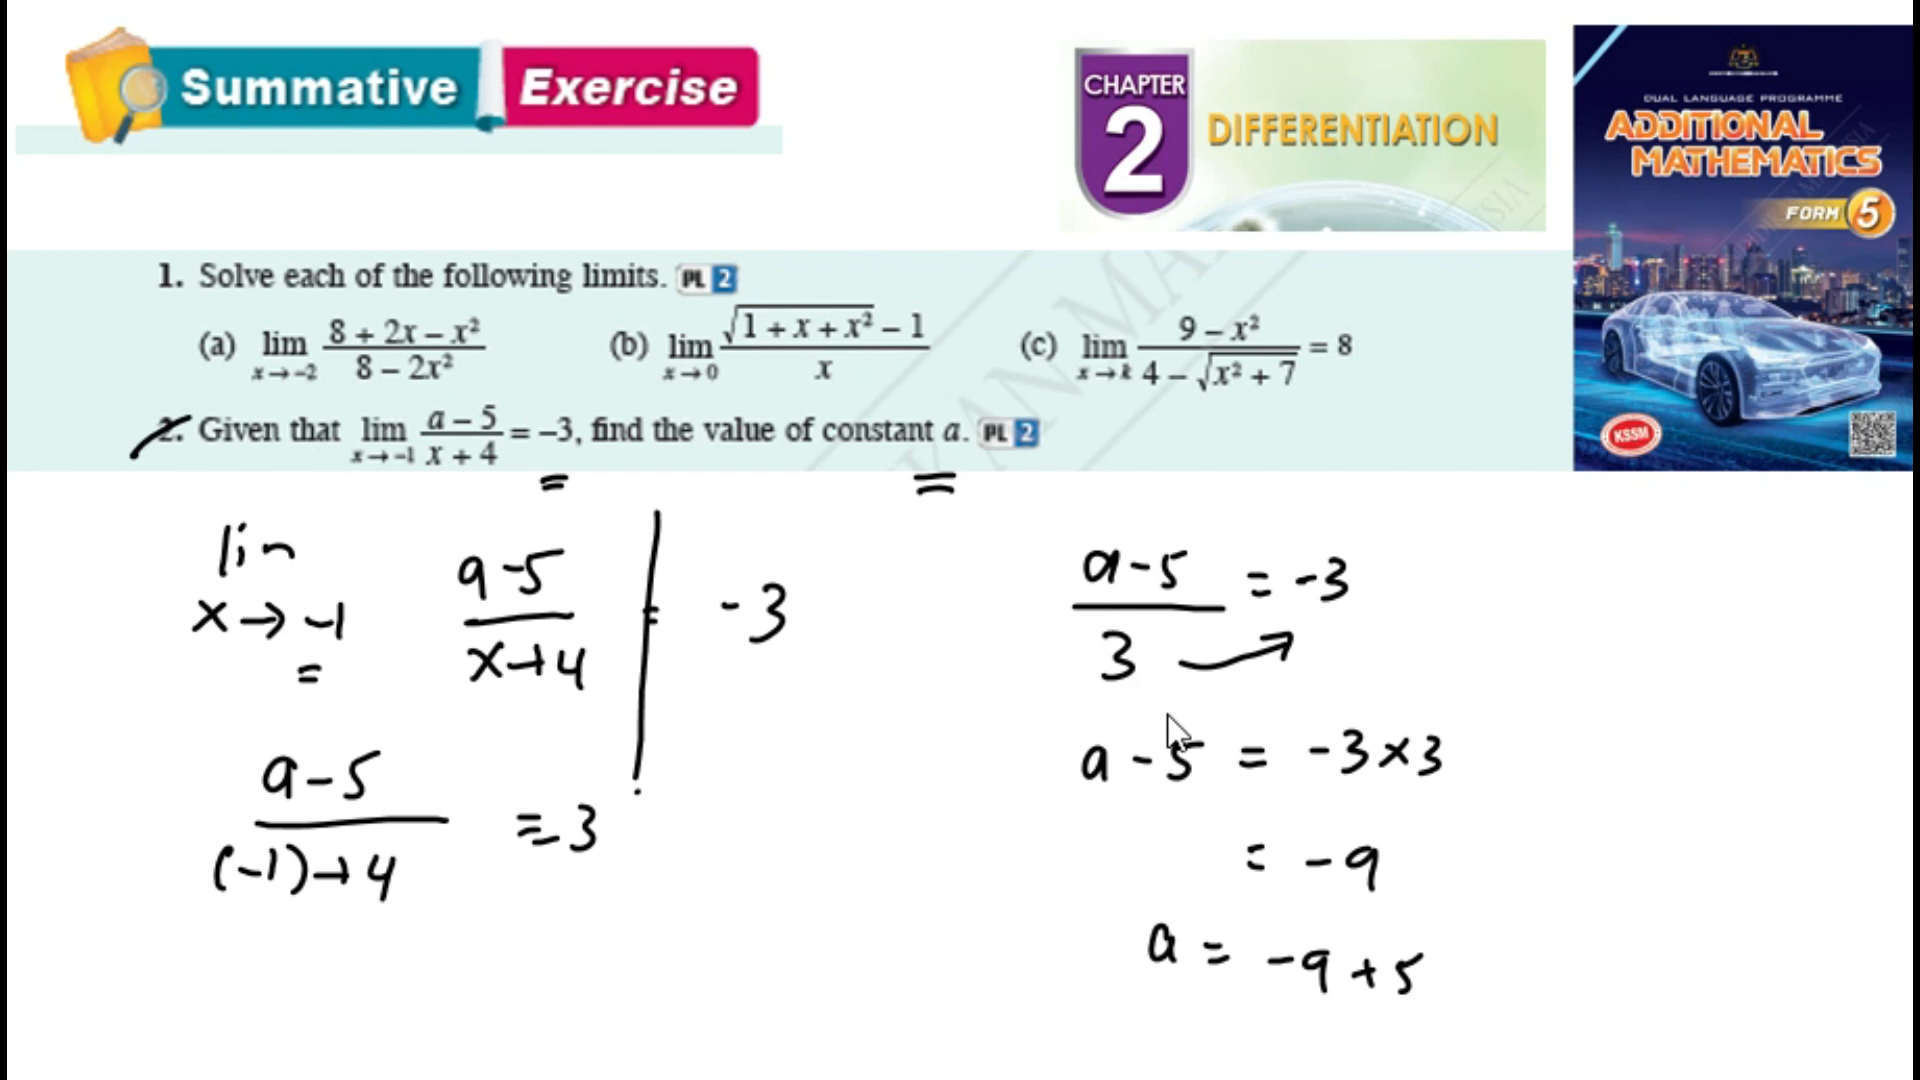 Summative Exercise
CHAPTER 2 DIFFERENTIATION
DUAL LANGUAGE PROGRAMME
ADDITIONAL
MATHEMATICS
FORM 5
KSSM
1. Solve each of the following limits. PL 2
(a) lim x→-2 (8 + 2x – x²)/(8 – 2x²) (b) lim x→0 (√(1 + x + x²) – 1)/x (c) lim x→k (9 – x²)/(4 – √(x² + 7)) = 8
2. Given that lim x→-1 (a – 5)/(x + 4) = –3, find the value of constant a. PL 2
lim x→-1 (a-5)/(x+4) = -3
(a-5)/((-1)+4) = -3
(a-5)/3 = -3
a-5 = -3×3
= -9
a = -9+5